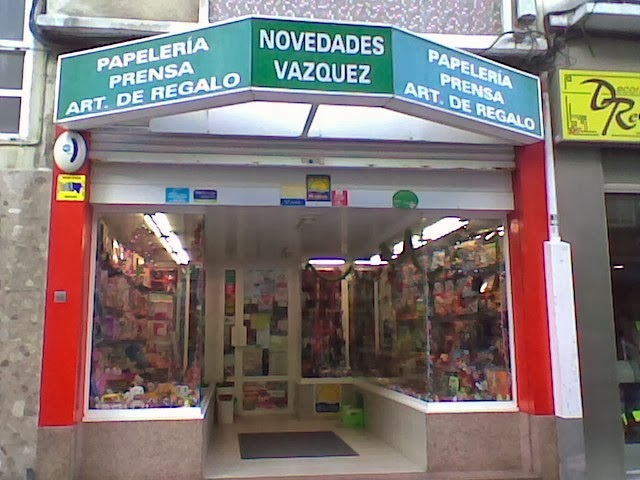 PAPELERÍA
PRENSA
ART. DE REGALO
NOVEDADES
VAZQUEZ
PAPELERÍA
PRENSA
ART. DE REGALO